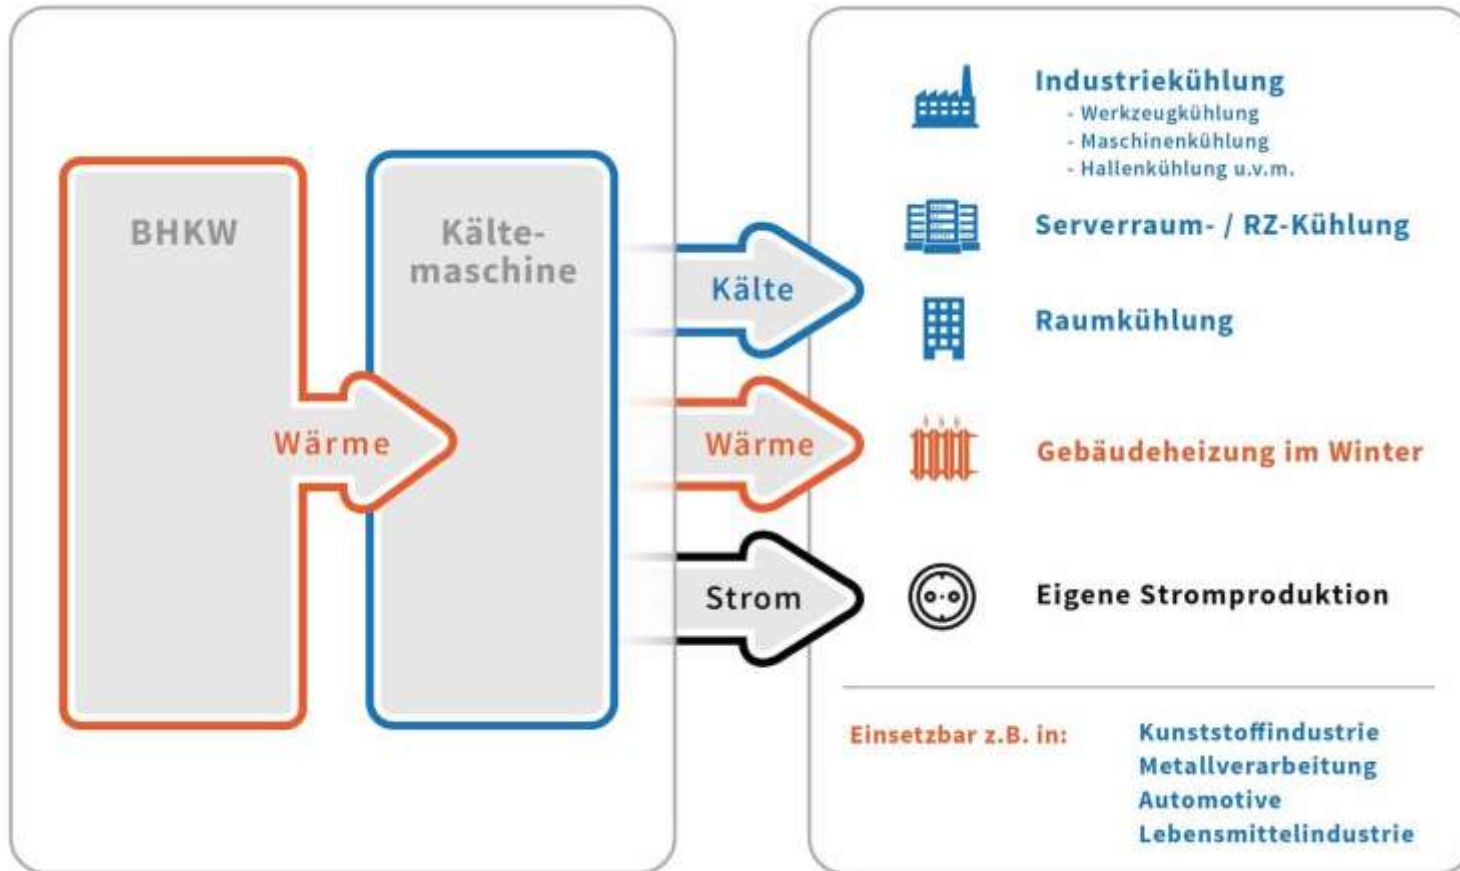 BHKW
Kälte-
maschine
Wärme
Kälte
Wärme
Strom
Industriekühlung
- Werkzeugkühlung
- Maschinenkühlung
- Hallenkühlung u.v.m.
Serverraum- / RZ-Kühlung
Raumkühlung
Gebäudeheizung im Winter
Eigene Stromproduktion
Einsetzbar z.B. in:
Kunststoffindustrie
Metallverarbeitung
Automotive
Lebensmittelindustrie